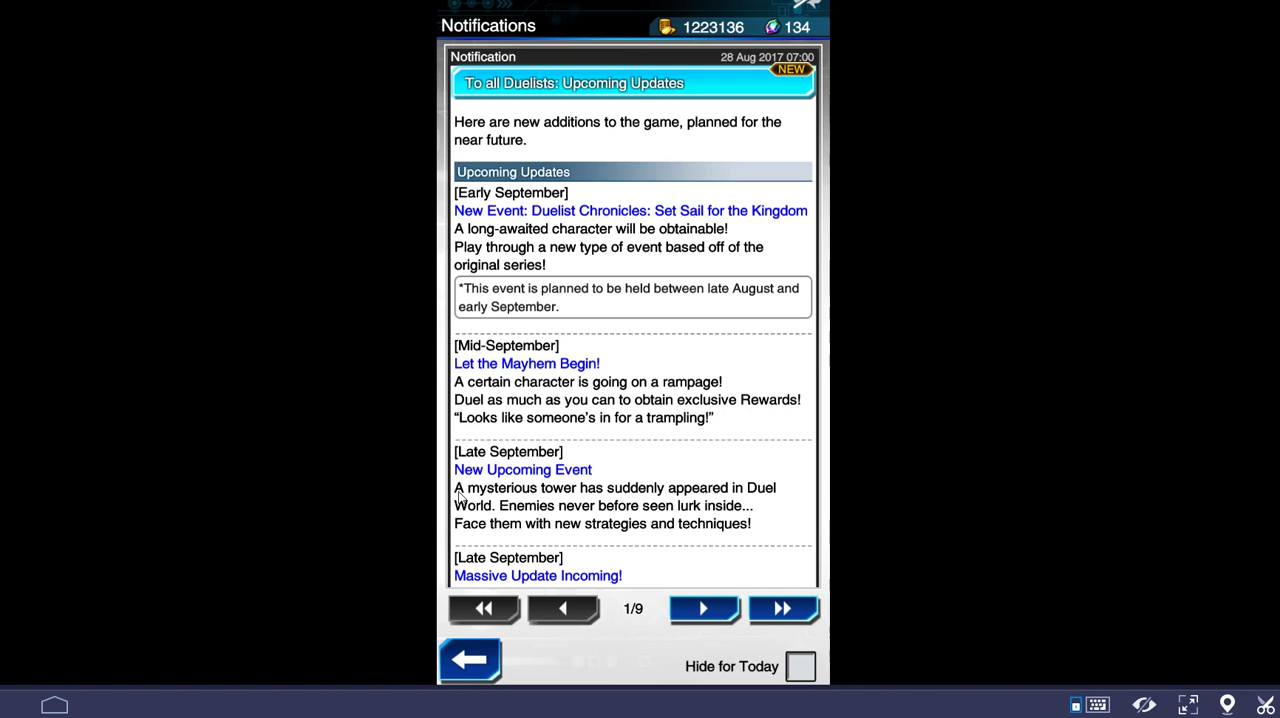 Notifications
1223136
134
Notification
28 Aug 2017 07:00
NEW
To all Duelists: Upcoming Updates
Here are new additions to the game, planned for the
near future.
Upcoming Updates
[Early September]
New Event: Duelist Chronicles: Set Sail for the Kingdom
A long-awaited character will be obtainable!
Play through a new type of event based off of the
original series!
*This event is planned to be held between late August and
early September.
[Mid-September]
Let the Mayhem Begin!
A certain character is going on a rampage!
Duel as much as you can to obtain exclusive Rewards!
“Looks like someone’s in for a trampling!”
[Late September]
New Upcoming Event
A mysterious tower has suddenly appeared in Duel
World. Enemies never before seen lurk inside...
Face them with new strategies and techniques!
[Late September]
Massive Update Incoming!
1/9
Hide for Today